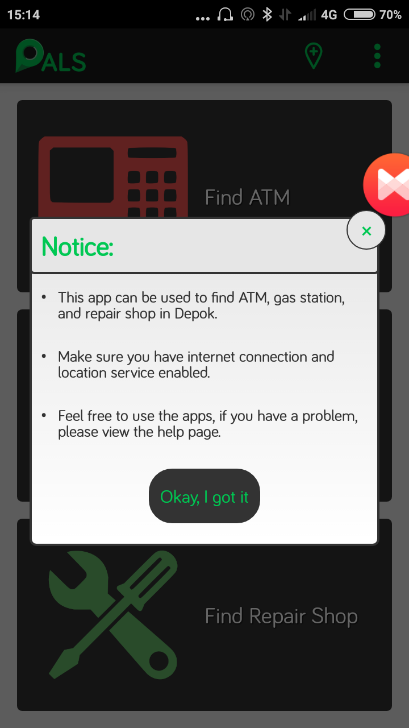 15:14 ... 4G 70%
PALS
Find ATM
×
Notice:
• This app can be used to find ATM, gas station,
and repair shop in Depok.
• Make sure you have internet connection and
location service enabled.
• Feel free to use the apps, if you have a problem,
please view the help page.
Okay, I got it
Find Repair Shop